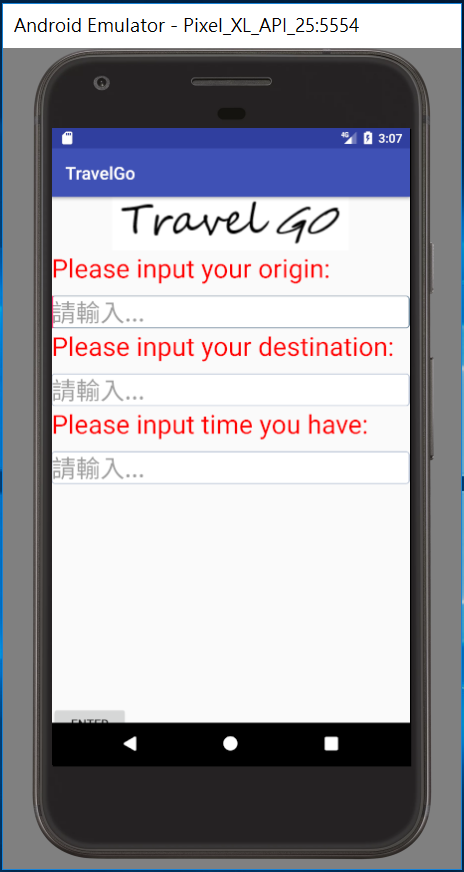 Android Emulator - Pixel_XL_API_25:5554
4G 3:07
TravelGo
Travel GO
Please input your origin:
請輸入...
Please input your destination:
請輸入...
Please input time you have:
請輸入...
ENTER